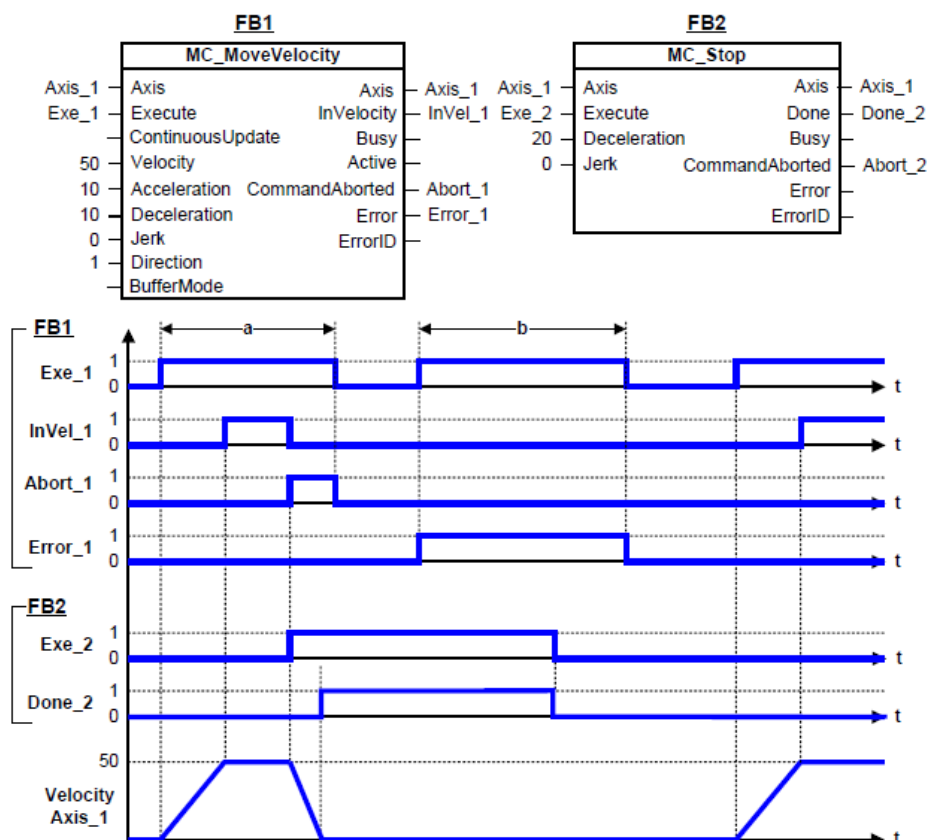 FB1 FB2
MC_MoveVelocity MC_Stop
Axis_1 Axis Axis Axis_1 Axis_1 Axis Axis Axis_1
Exe_1 Execute InVelocity InVel_1 Exe_2 Execute Done Done_2
ContinuousUpdate Busy 20 Deceleration Busy
50 Velocity Active 0 Jerk CommandAborted Abort_2
10 Acceleration CommandAborted Abort_1 Error
10 Deceleration Error Error_1 ErrorID
0 Jerk ErrorID
1 Direction
BufferMode
FB1 a b
1
Exe_1 0 t
1
InVel_1 0 t
1
Abort_1 0 t
1
Error_1 0 t
FB2
1
Exe_2 0 t
1
Done_2 0 t
50
Velocity
Axis_1 t